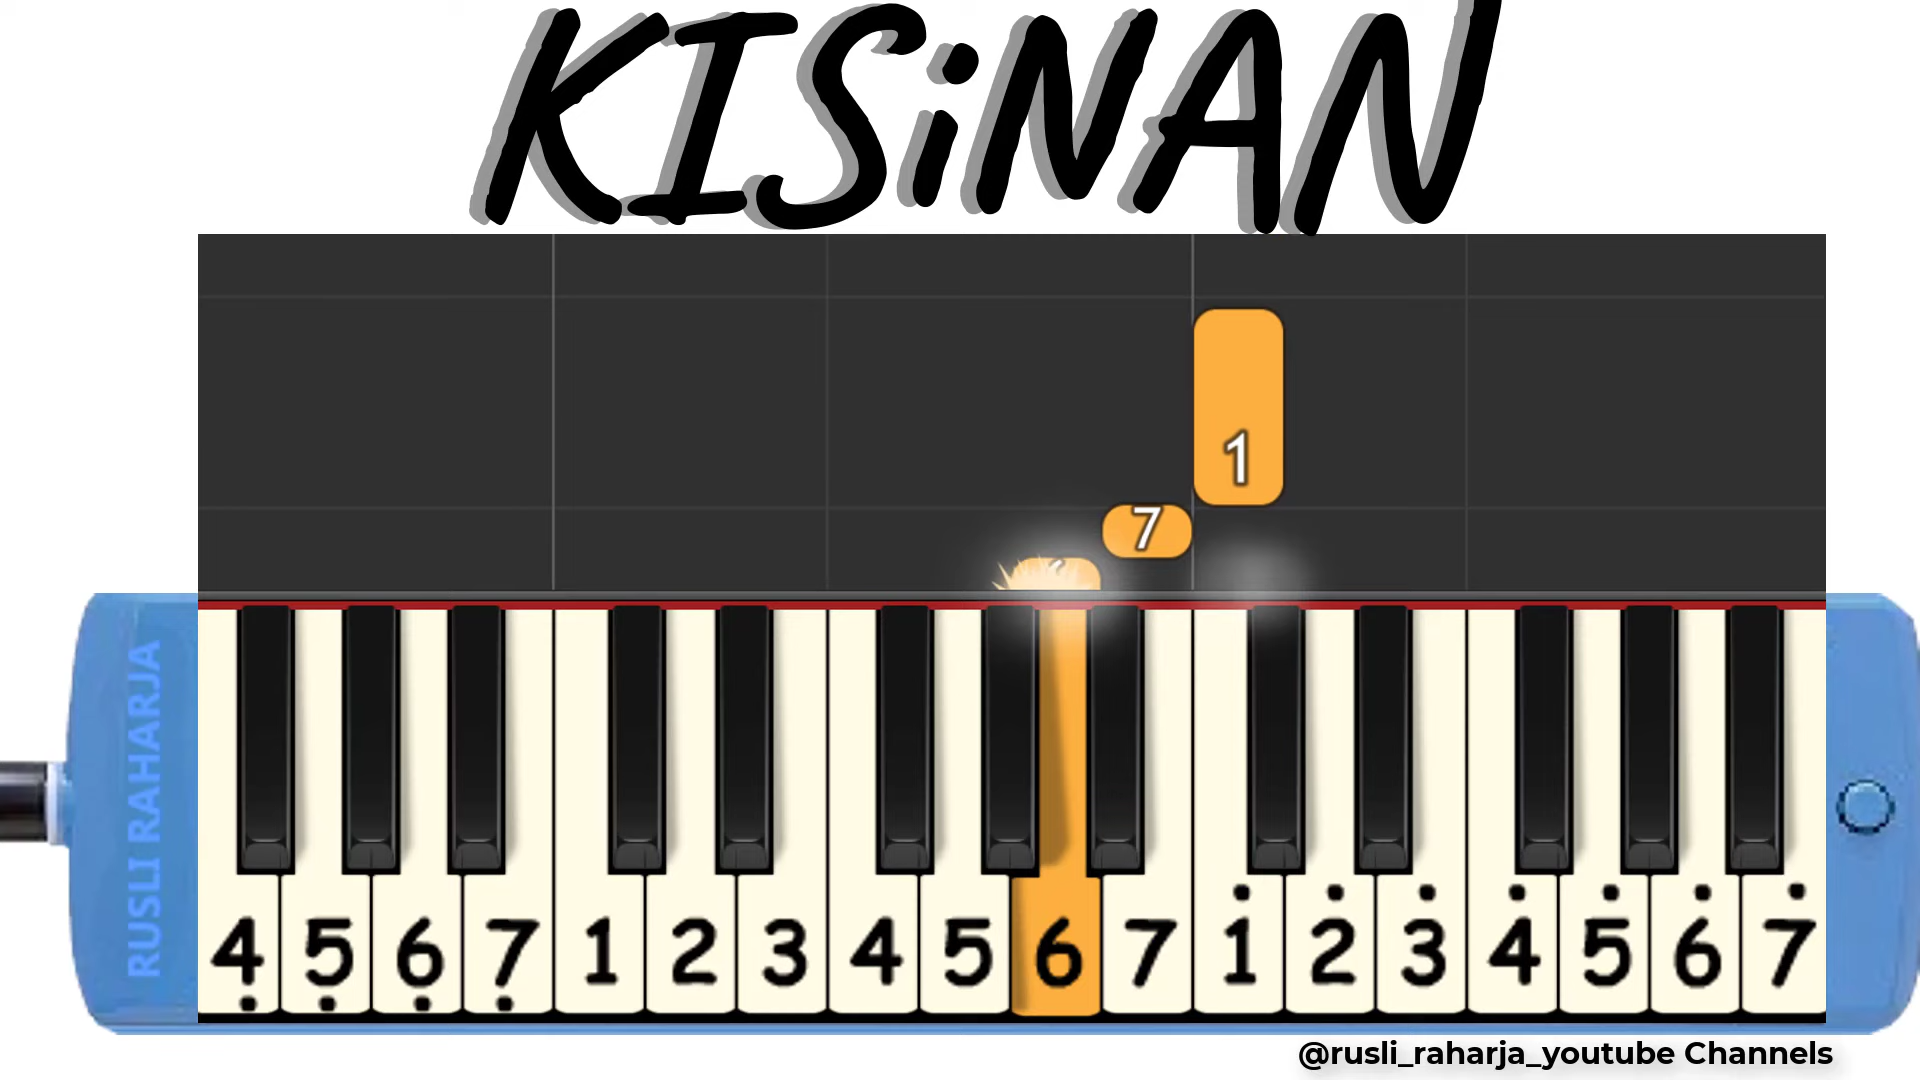 KISiNAN
1
7
RUSLI RAHARJA
4 5 6 7 1 2 3 4 5 6 7 1 2 3 4 5 6 7
@rusli_raharja_youtube Channels